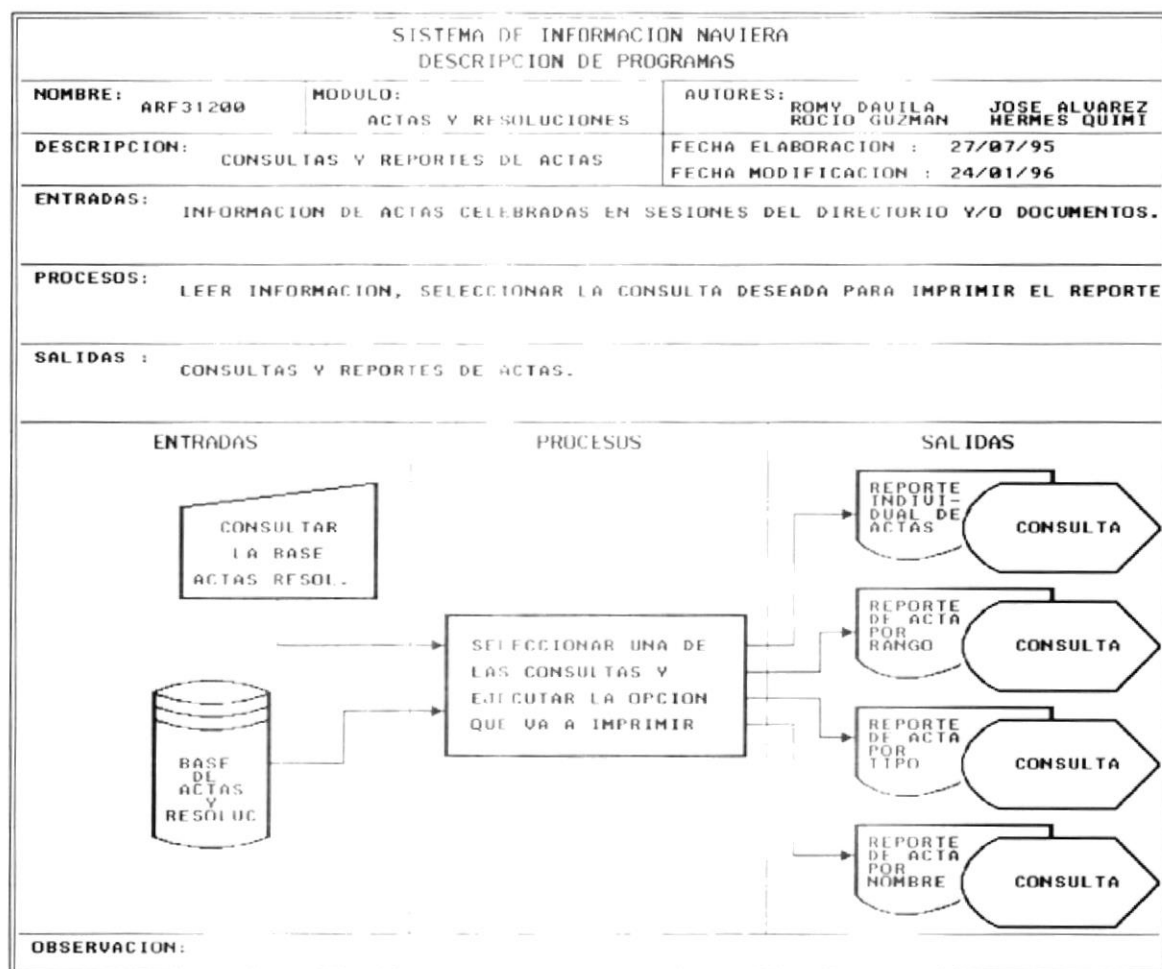 SISTEMA DE INFORMACION NAVIERA
DESCRIPCION DE PROGRAMAS
NOMBRE: ARF31200
MODULO: ACTAS Y RESOLUCIONES
AUTORES:
ROMY DAVILA JOSE ALVAREZ
ROCIO GUZMAN HERMES QUIMI
DESCRIPCION: CONSULTAS Y REPORTES DE ACTAS
FECHA ELABORACION : 27/07/95
FECHA MODIFICACION : 24/01/96
ENTRADAS:
INFORMACION DE ACTAS CELEBRADAS EN SESIONES DEL DIRECTORIO Y/O DOCUMENTOS.
PROCESOS:
LEER INFORMACION, SELECCIONAR LA CONSULTA DESEADA PARA IMPRIMIR EL REPORTE
SALIDAS :
CONSULTAS Y REPORTES DE ACTAS.
ENTRADAS PROCESOS SALIDAS
CONSULTAR
LA BASE
ACTAS RESOL.
BASE
DE
ACTAS
Y
RESOLUC
SELECCIONAR UNA DE
LAS CONSULTAS Y
EJECUTAR LA OPCION
QUE VA A IMPRIMIR
REPORTE
INDIVI-
DUAL DE
ACTAS
CONSULTA
REPORTE
DE ACTA
POR
RANGO
CONSULTA
REPORTE
DE ACTA
POR
TIPO
CONSULTA
REPORTE
DE ACTA
POR
NOMBRE
CONSULTA
OBSERVACION: